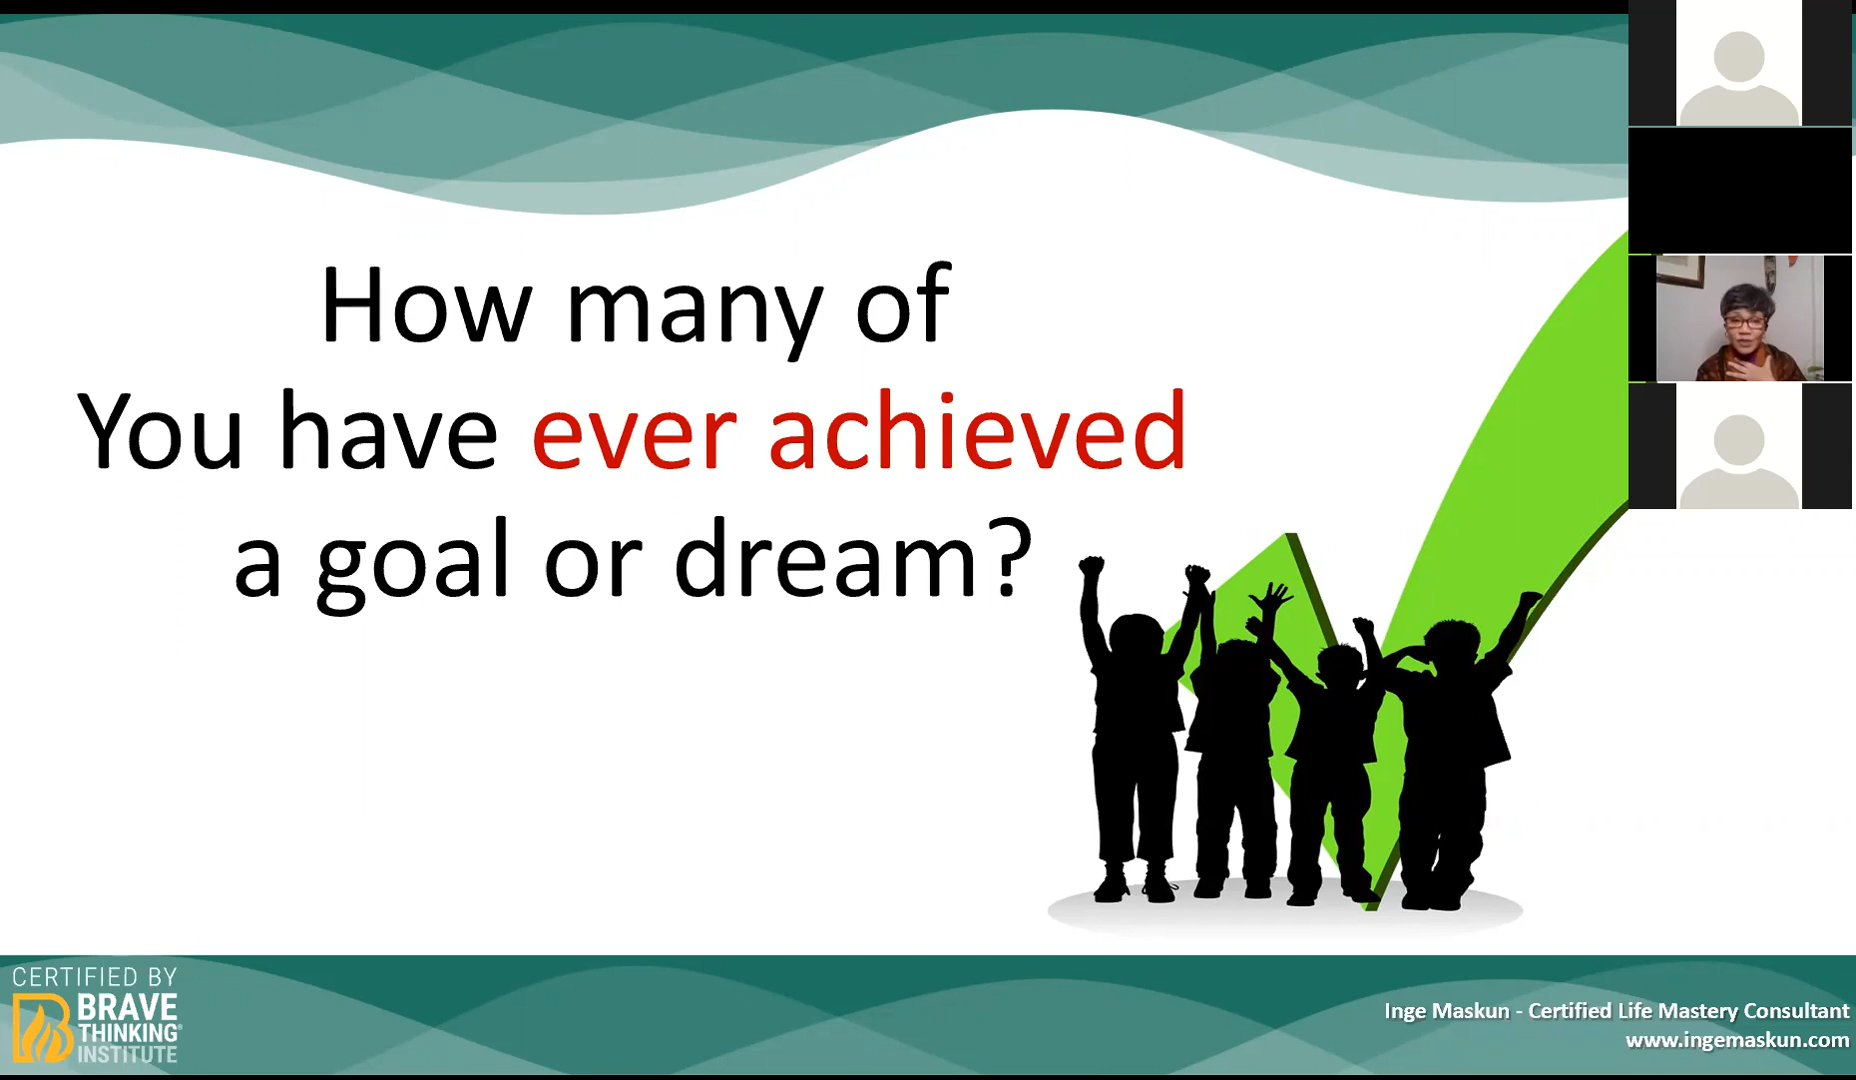 How many of
You have ever achieved
a goal or dream?
CERTIFIED BY
BRAVE
THINKING®
INSTITUTE
Inge Maskun - Certified Life Mastery Consultant
www.ingemaskun.com